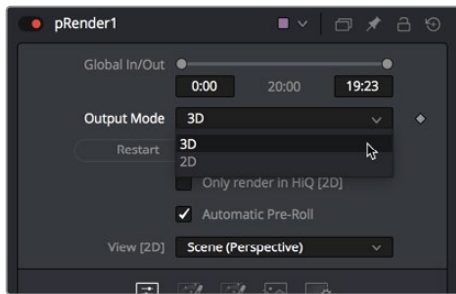 pRender1
Global In/Out
0:00 20:00 19:23
Output Mode 3D
Restart 3D
2D
Only render in HiQ [2D]
Automatic Pre-Roll
View [2D] Scene (Perspective)